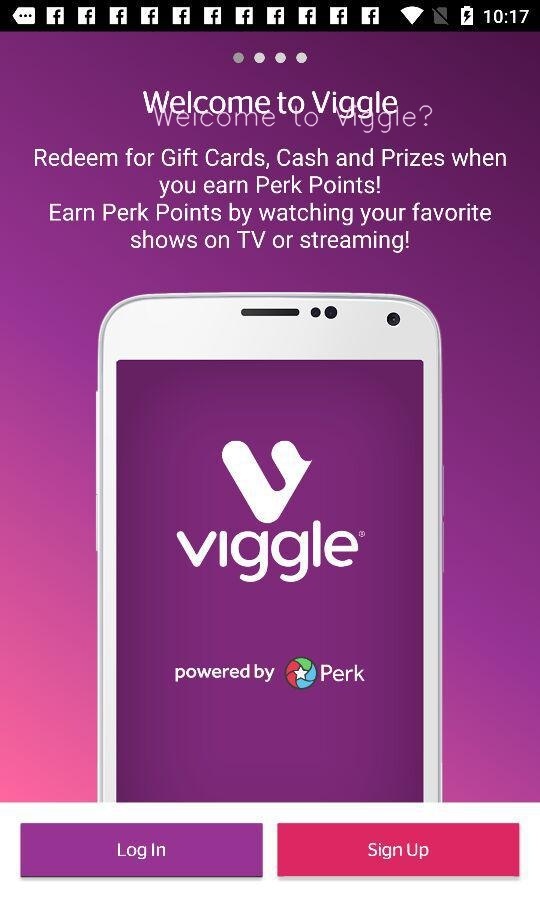 10:17
Welcome to Viggle
Welcome to Viggle?
Redeem for Gift Cards, Cash and Prizes when
you earn Perk Points!
Earn Perk Points by watching your favorite
shows on TV or streaming!
viggle®
powered by Perk
Log In
Sign Up